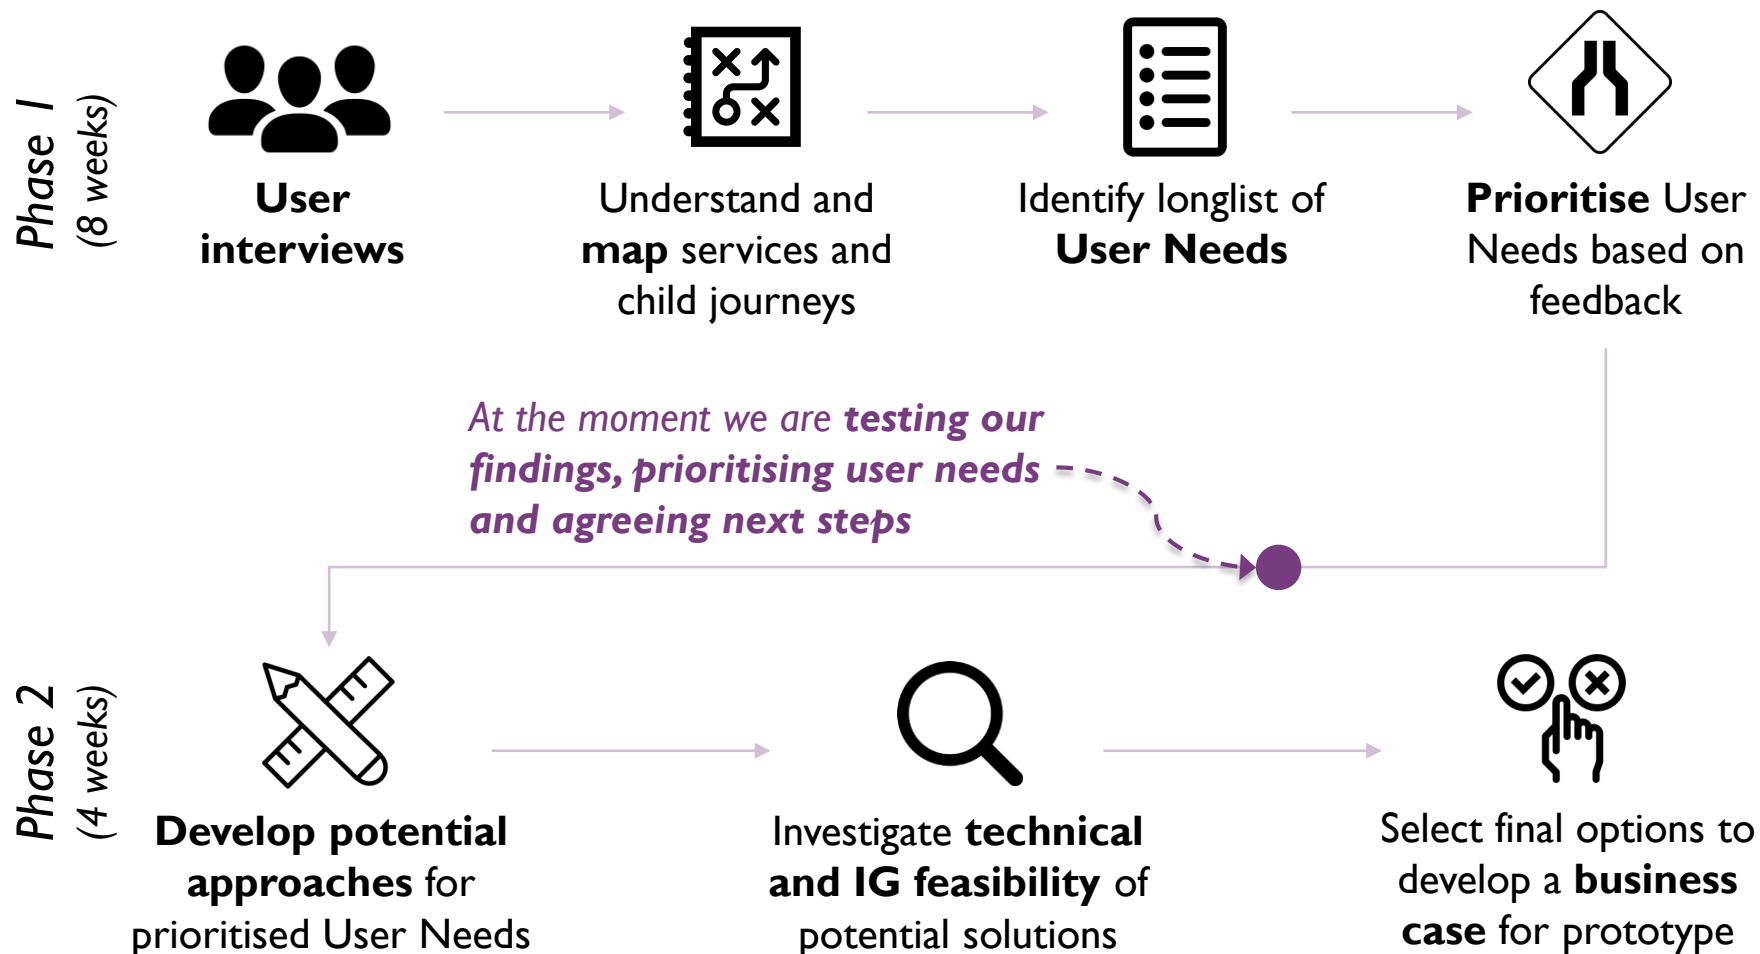 Phase 1
(8 weeks)
User
interviews
Understand and
map services and
child journeys
Identify longlist of
User Needs
Prioritise User
Needs based on
feedback
At the moment we are testing our
findings, prioritising user needs
and agreeing next steps
Phase 2
(4 weeks)
Develop potential
approaches for
prioritised User Needs
Investigate technical
and IG feasibility of
potential solutions
Select final options to
develop a business
case for prototype